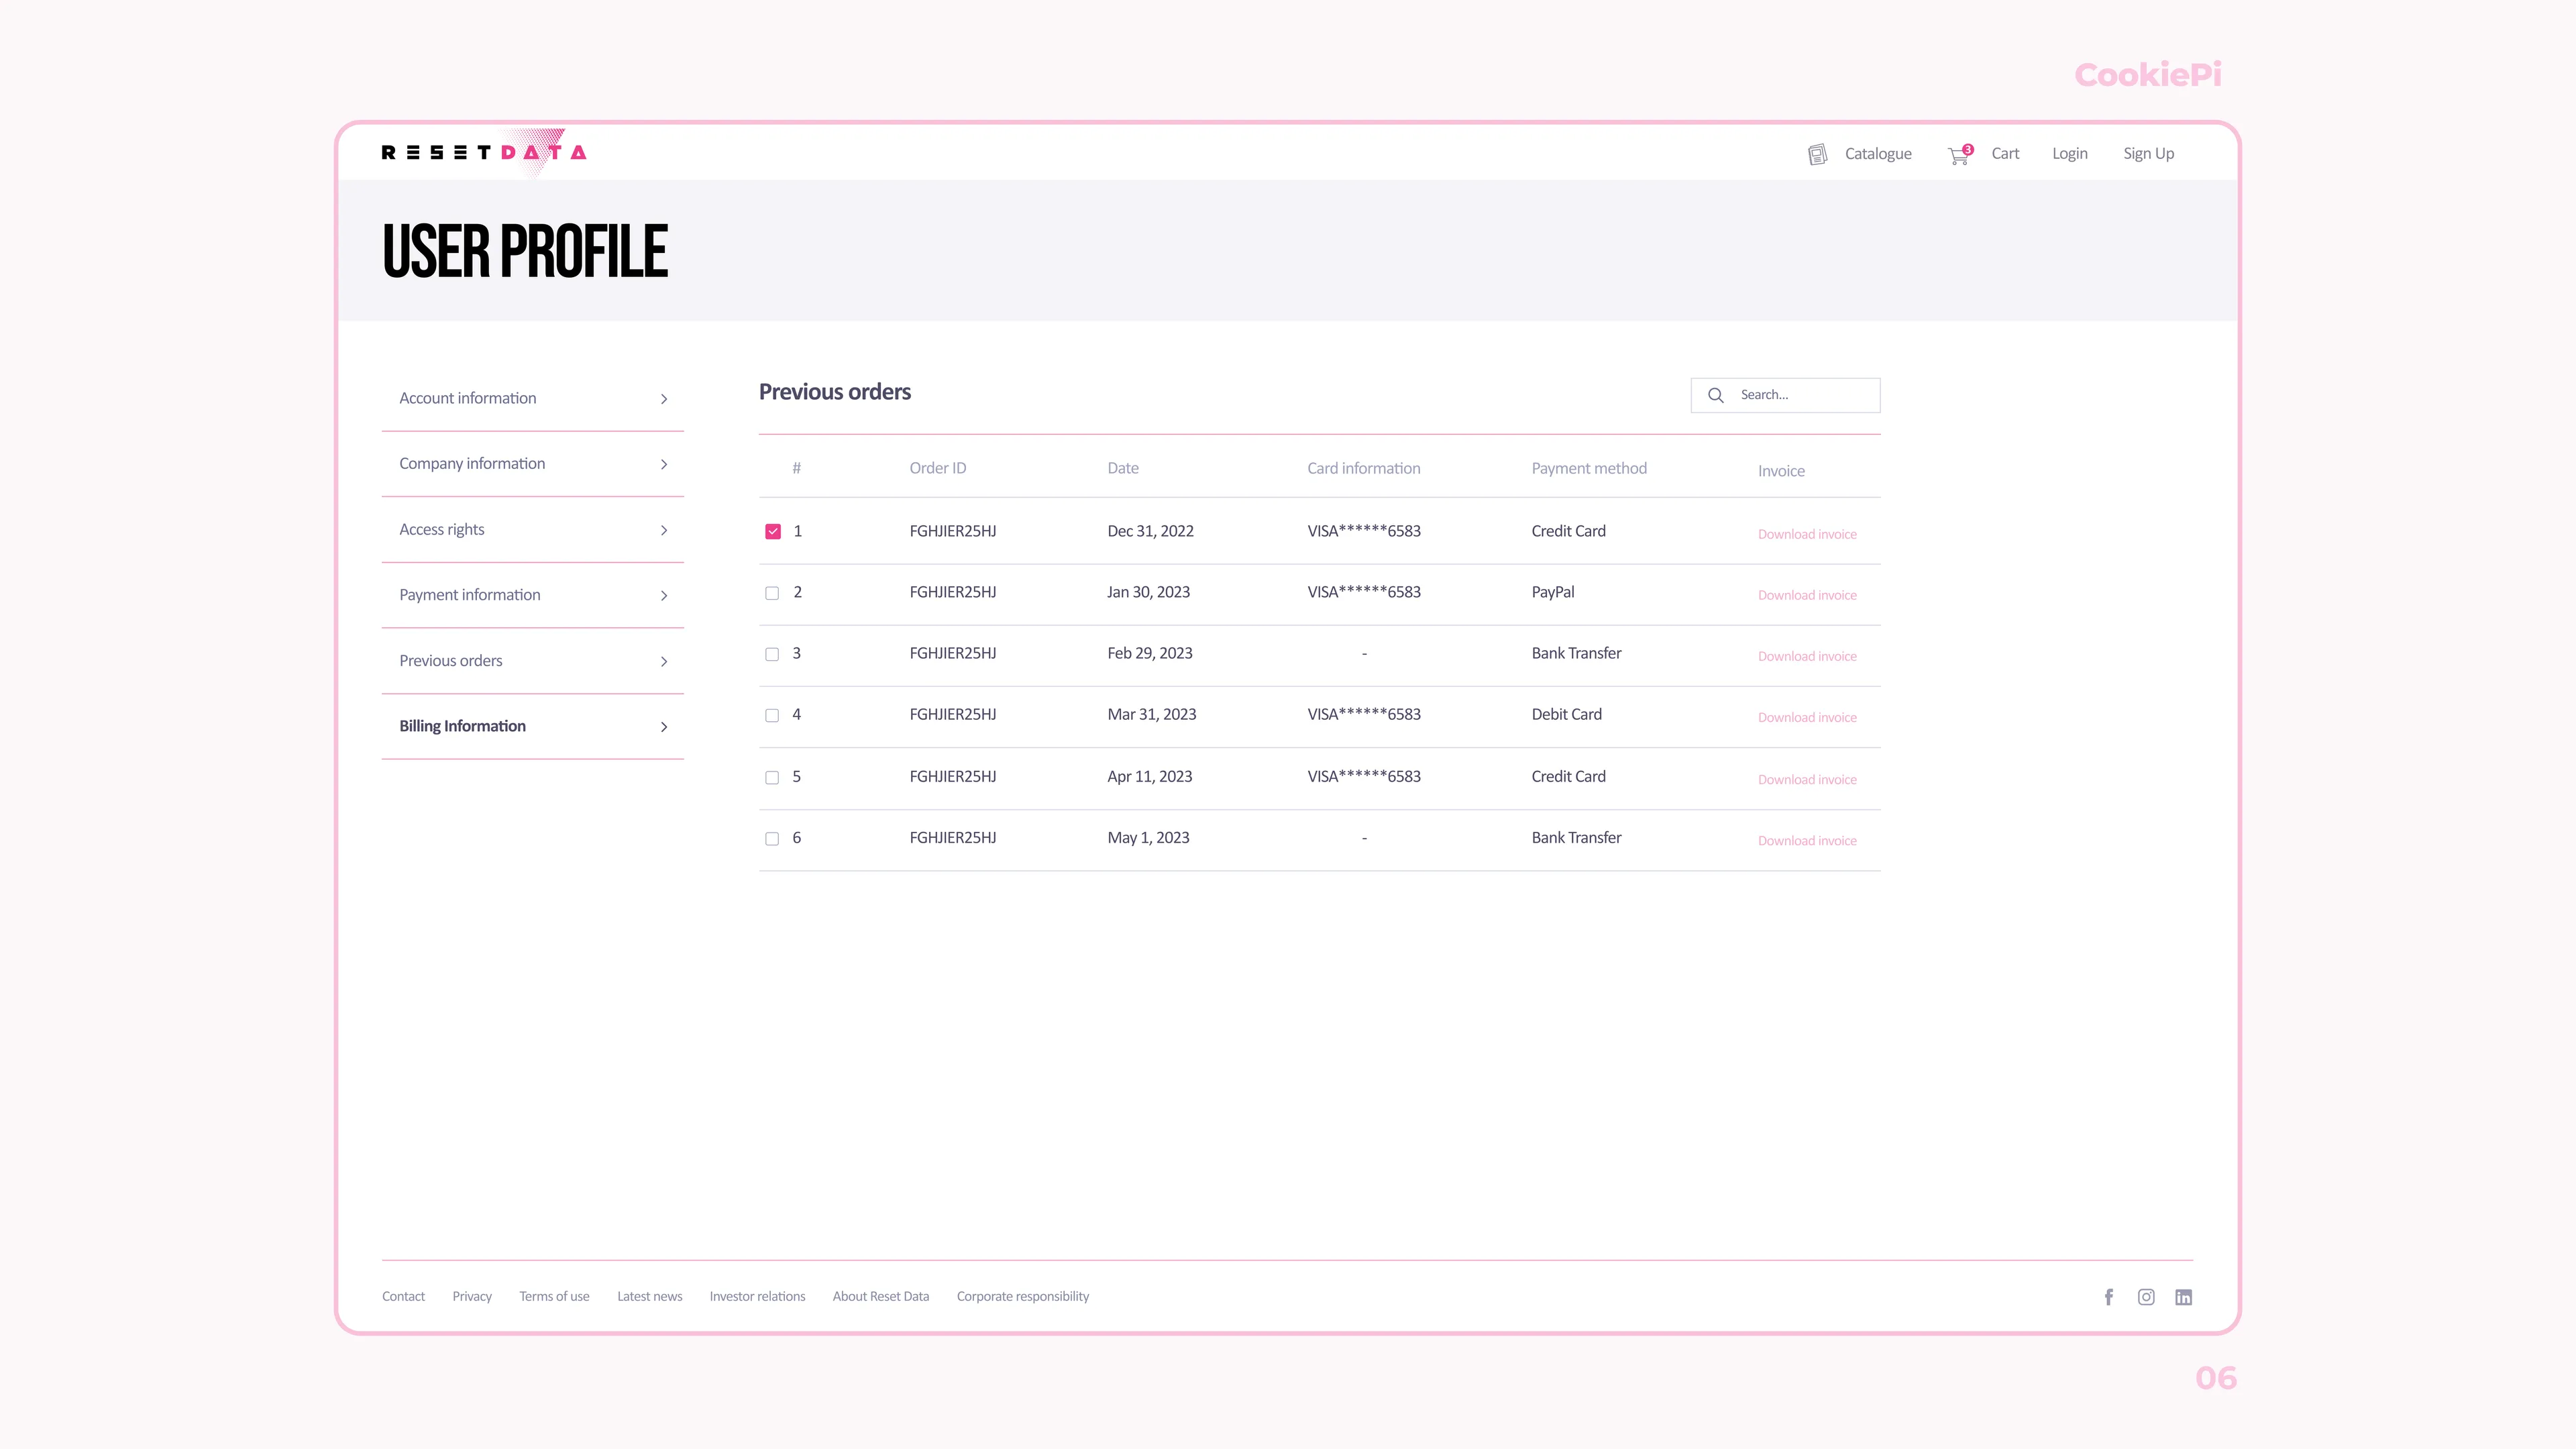 CookiePi
RESETDATA
Catalogue 3 Cart Login Sign Up
USER PROFILE
Account information
Company information
Access rights
Payment information
Previous orders
Billing Information
Previous orders
Search...
# Order ID Date Card information Payment method Invoice
1 FGHJIER25HJ Dec 31, 2022 VISA******6583 Credit Card Download invoice
2 FGHJIER25HJ Jan 30, 2023 VISA******6583 PayPal Download invoice
3 FGHJIER25HJ Feb 29, 2023 - Bank Transfer Download invoice
4 FGHJIER25HJ Mar 31, 2023 VISA******6583 Debit Card Download invoice
5 FGHJIER25HJ Apr 11, 2023 VISA******6583 Credit Card Download invoice
6 FGHJIER25HJ May 1, 2023 - Bank Transfer Download invoice
Contact Privacy Terms of use Latest news Investor relations About Reset Data Corporate responsibility
06